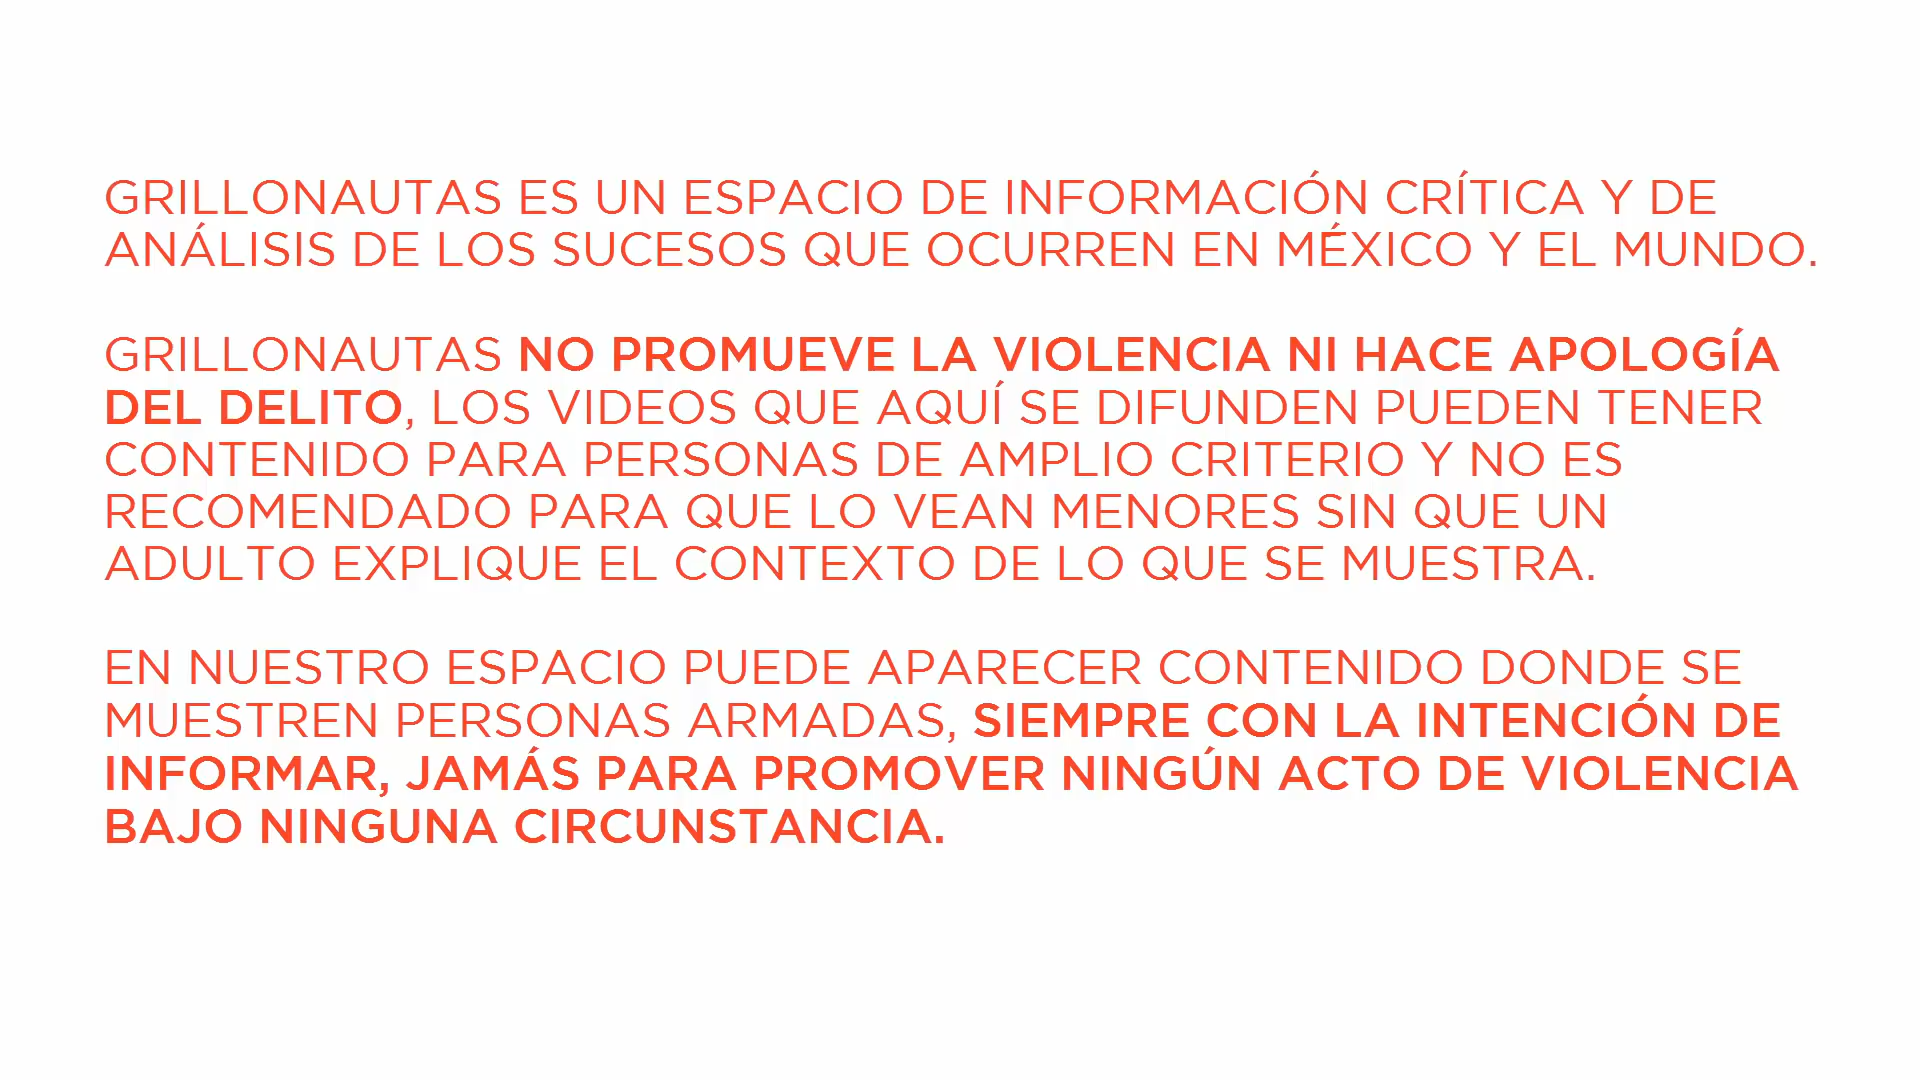 GRILLONAUTAS ES UN ESPACIO DE INFORMACIÓN CRÍTICA Y DE
ANÁLISIS DE LOS SUCESOS QUE OCURREN EN MÉXICO Y EL MUNDO.
GRILLONAUTAS NO PROMUEVE LA VIOLENCIA NI HACE APOLOGÍA
DEL DELITO, LOS VIDEOS QUE AQUÍ SE DIFUNDEN PUEDEN TENER
CONTENIDO PARA PERSONAS DE AMPLIO CRITERIO Y NO ES
RECOMENDADO PARA QUE LO VEAN MENORES SIN QUE UN
ADULTO EXPLIQUE EL CONTEXTO DE LO QUE SE MUESTRA.
EN NUESTRO ESPACIO PUEDE APARECER CONTENIDO DONDE SE
MUESTREN PERSONAS ARMADAS, SIEMPRE CON LA INTENCIÓN DE
INFORMAR, JAMÁS PARA PROMOVER NINGÚN ACTO DE VIOLENCIA
BAJO NINGUNA CIRCUNSTANCIA.